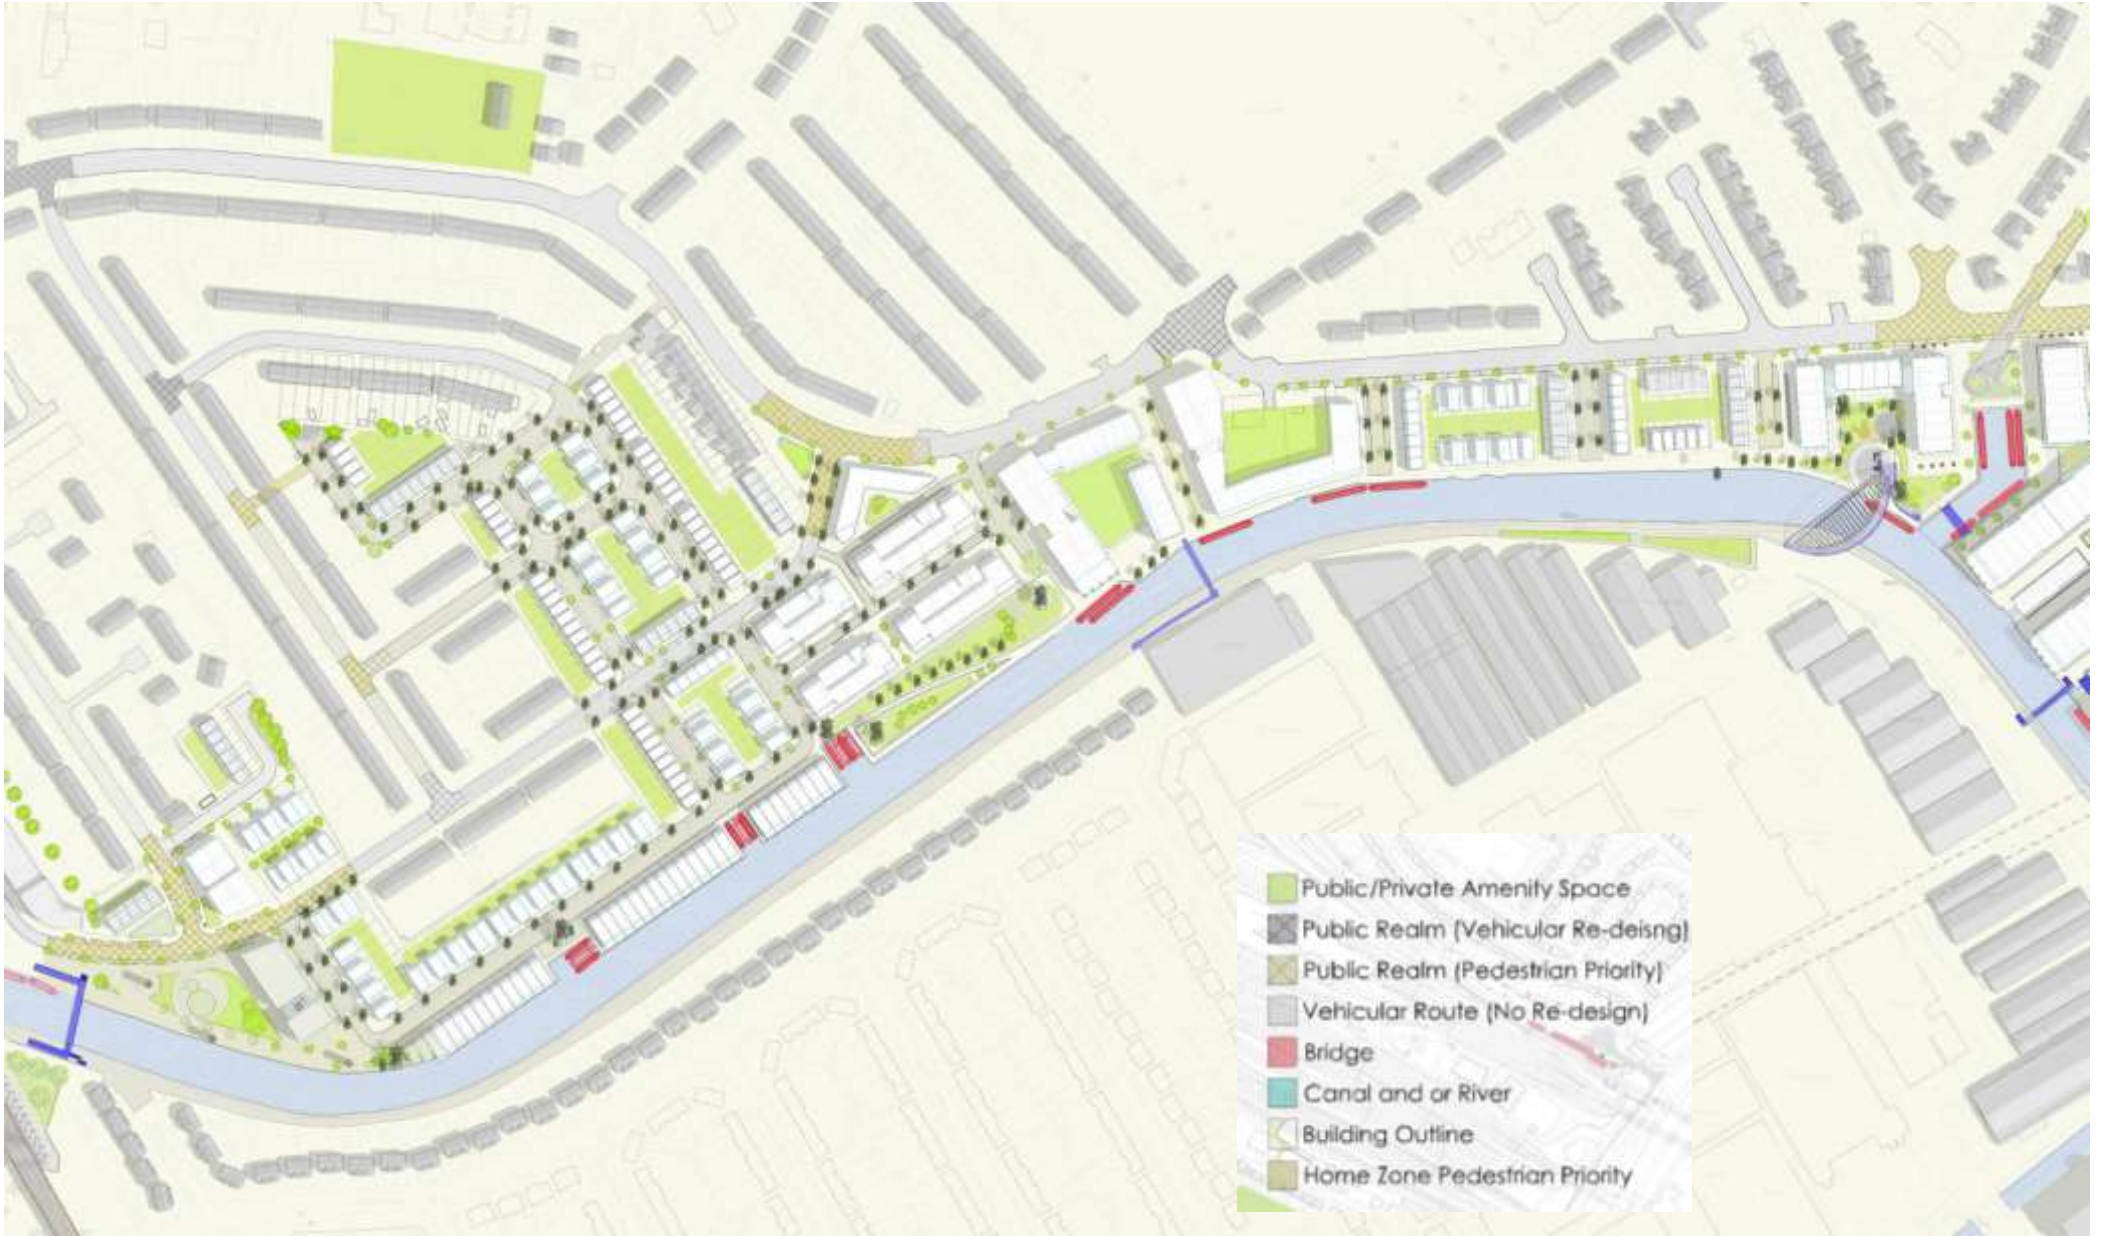 Public/Private Amenity Space
Public Realm (Vehicular Re-deisng)
Public Realm (Pedestrian Priority)
Vehicular Route (No Re-design)
Bridge
Canal and or River
Building Outline
Home Zone Pedestrian Priority